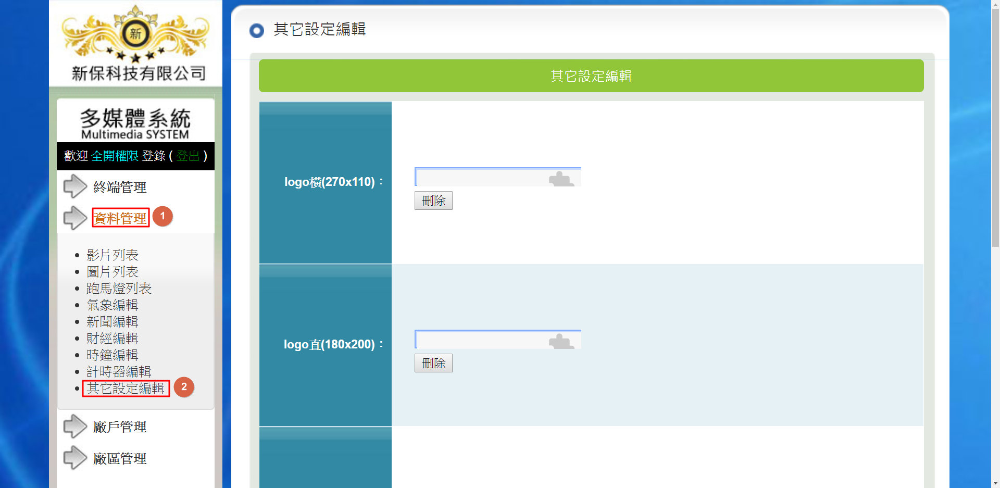 新
新保科技有限公司
多媒體系統
Multimedia SYSTEM
歡迎 全開權限 登錄 ( 登出 )
終端管理
資料管理 1
影片列表
圖片列表
跑馬燈列表
氣象編輯
新聞編輯
財經編輯
時鐘編輯
計時器編輯
其它設定編輯 2
廠戶管理
廠區管理
其它設定編輯
其它設定編輯
logo橫(270x110)：
刪除
logo直(180x200)：
刪除